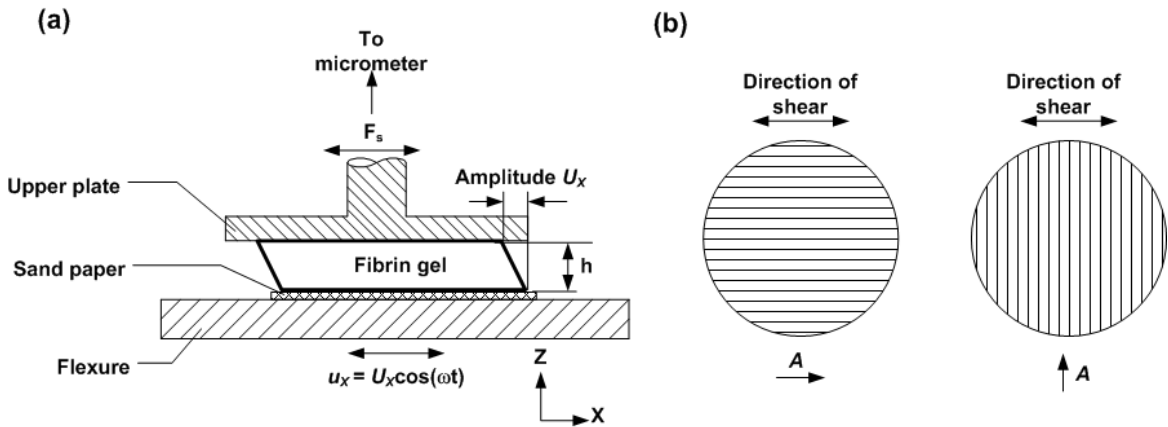 (a)
To
micrometer
Fₛ
Amplitude Uₓ
Upper plate
Sand paper
Fibrin gel
h
Flexure
uₓ = Uₓcos(ωt)
Z
X
(b)
Direction of
shear
Direction of
shear
A
A